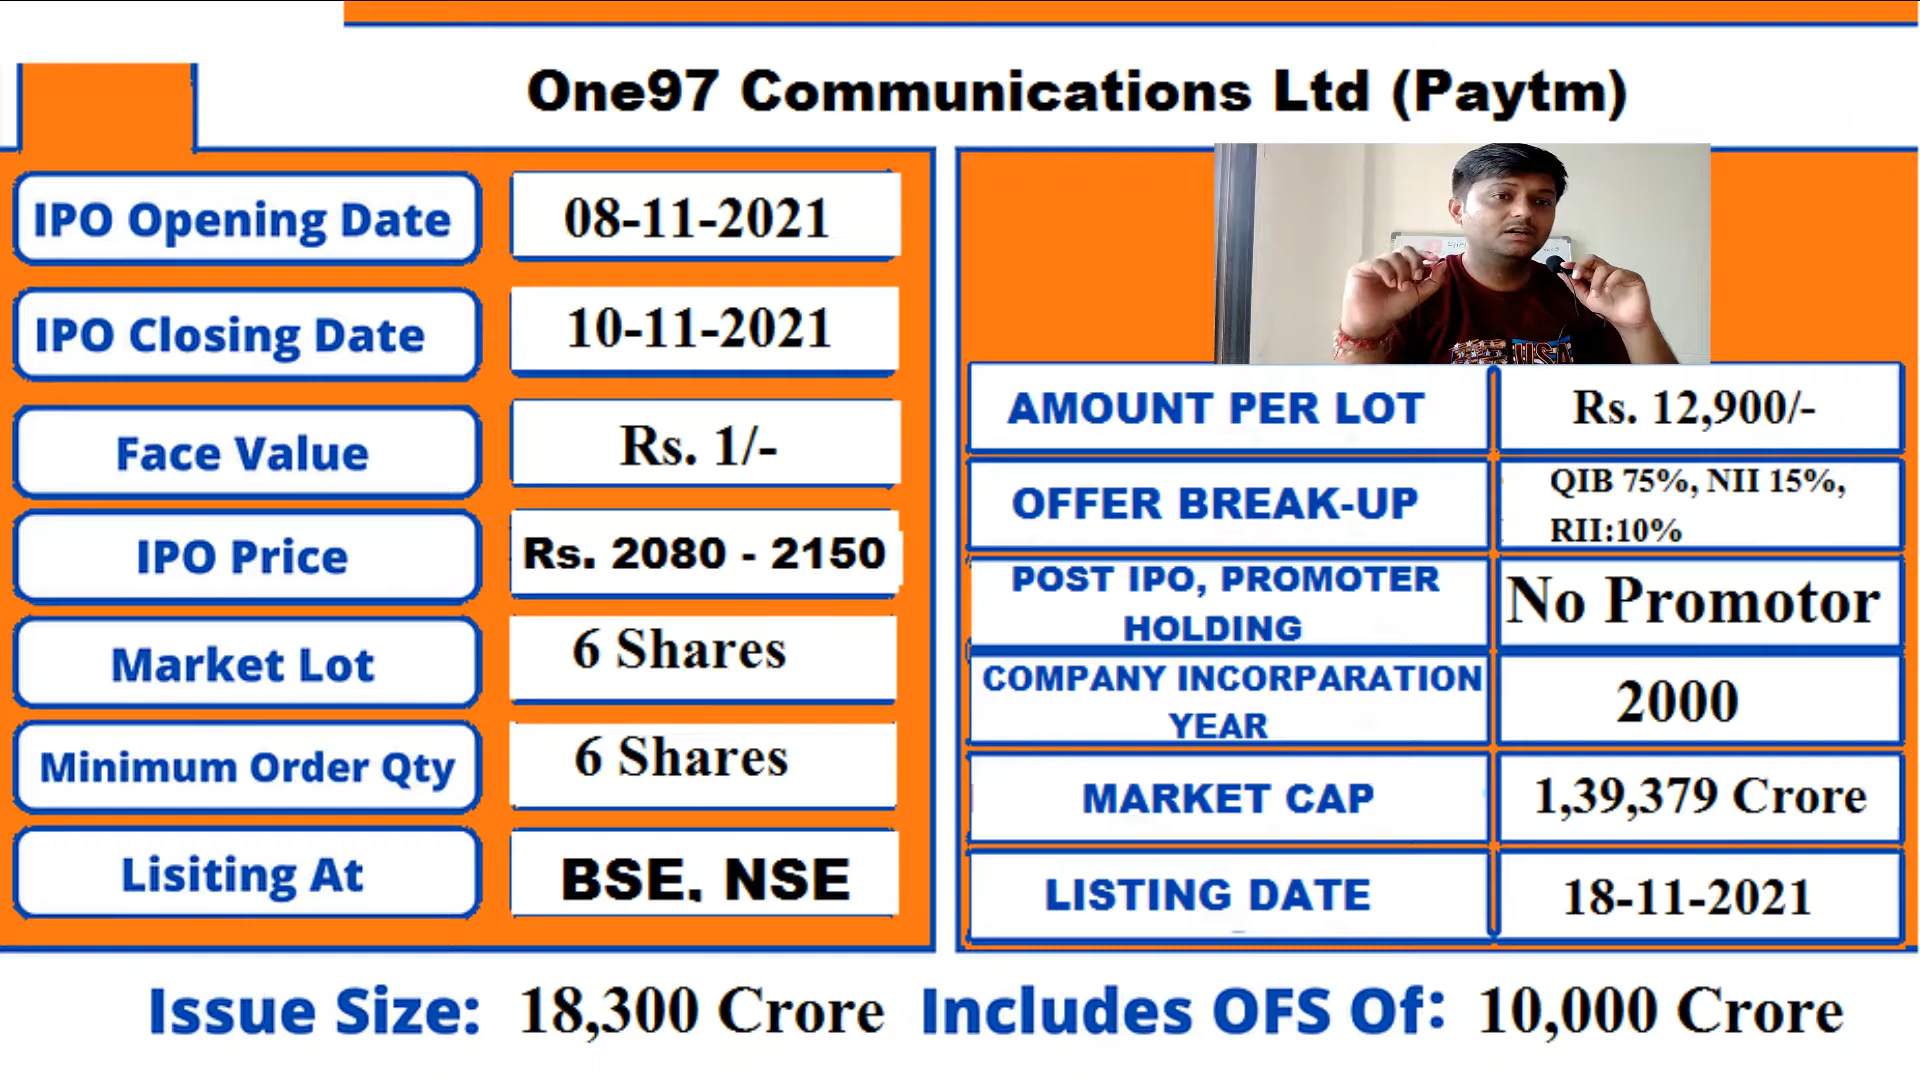 One97 Communications Ltd (Paytm)
IPO Opening Date
08-11-2021
IPO Closing Date
10-11-2021
Face Value
Rs. 1/-
IPO Price
Rs. 2080 - 2150
Market Lot
6 Shares
Minimum Order Qty
6 Shares
Lisiting At
BSE, NSE
USA
AMOUNT PER LOT
Rs. 12,900/-
OFFER BREAK-UP
QIB 75%, NII 15%,
RII:10%
POST IPO, PROMOTER
HOLDING
No Promotor
COMPANY INCORPARATION
YEAR
2000
MARKET CAP
1,39,379 Crore
LISTING DATE
18-11-2021
Issue Size: 18,300 Crore Includes OFS Of: 10,000 Crore